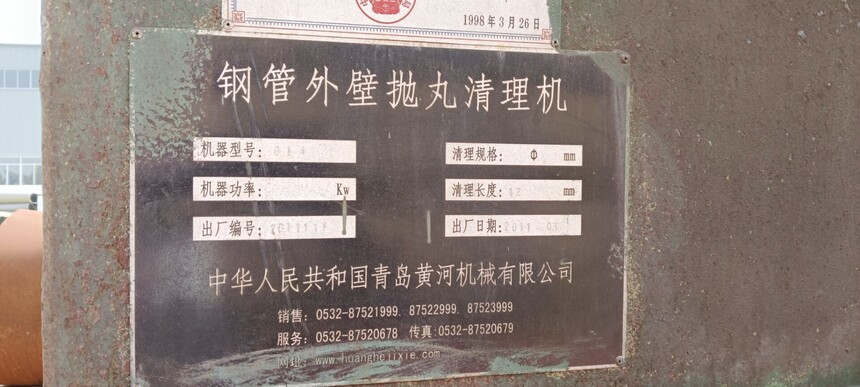 1998年3月26日
钢管外壁抛丸清理机
机器型号：
清理规格： Φ mm
机器功率： Kw
清理长度： 12 mm
出厂编号：
出厂日期：2011.
中华人民共和国青岛黄河机械有限公司
销售：0532-87521999. 87522999. 87523999
服务：0532-87520678 传真:0532-87520679
网址：www.huanghejixie.com